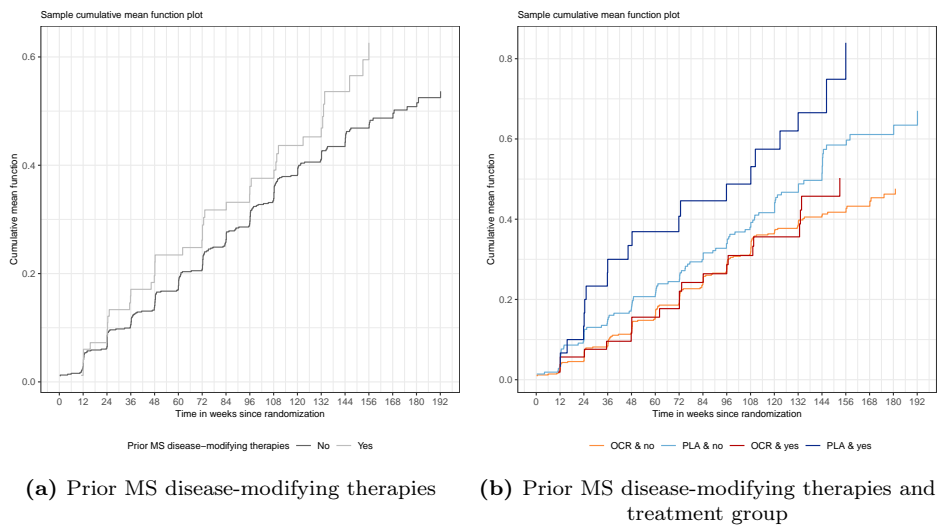 Sample cumulative mean function plot
Cumulative mean function
0.6
0.4
0.2
0.0
0 12 24 36 48 60 72 84 96 108 120 132 144 156 168 180 192
Time in weeks since randomization
Prior MS disease−modifying therapies No Yes
(a) Prior MS disease-modifying therapies
Sample cumulative mean function plot
Cumulative mean function
0.8
0.6
0.4
0.2
0.0
0 12 24 36 48 60 72 84 96 108 120 132 144 156 168 180 192
Time in weeks since randomization
OCR & no PLA & no OCR & yes PLA & yes
(b) Prior MS disease-modifying therapies and
treatment group